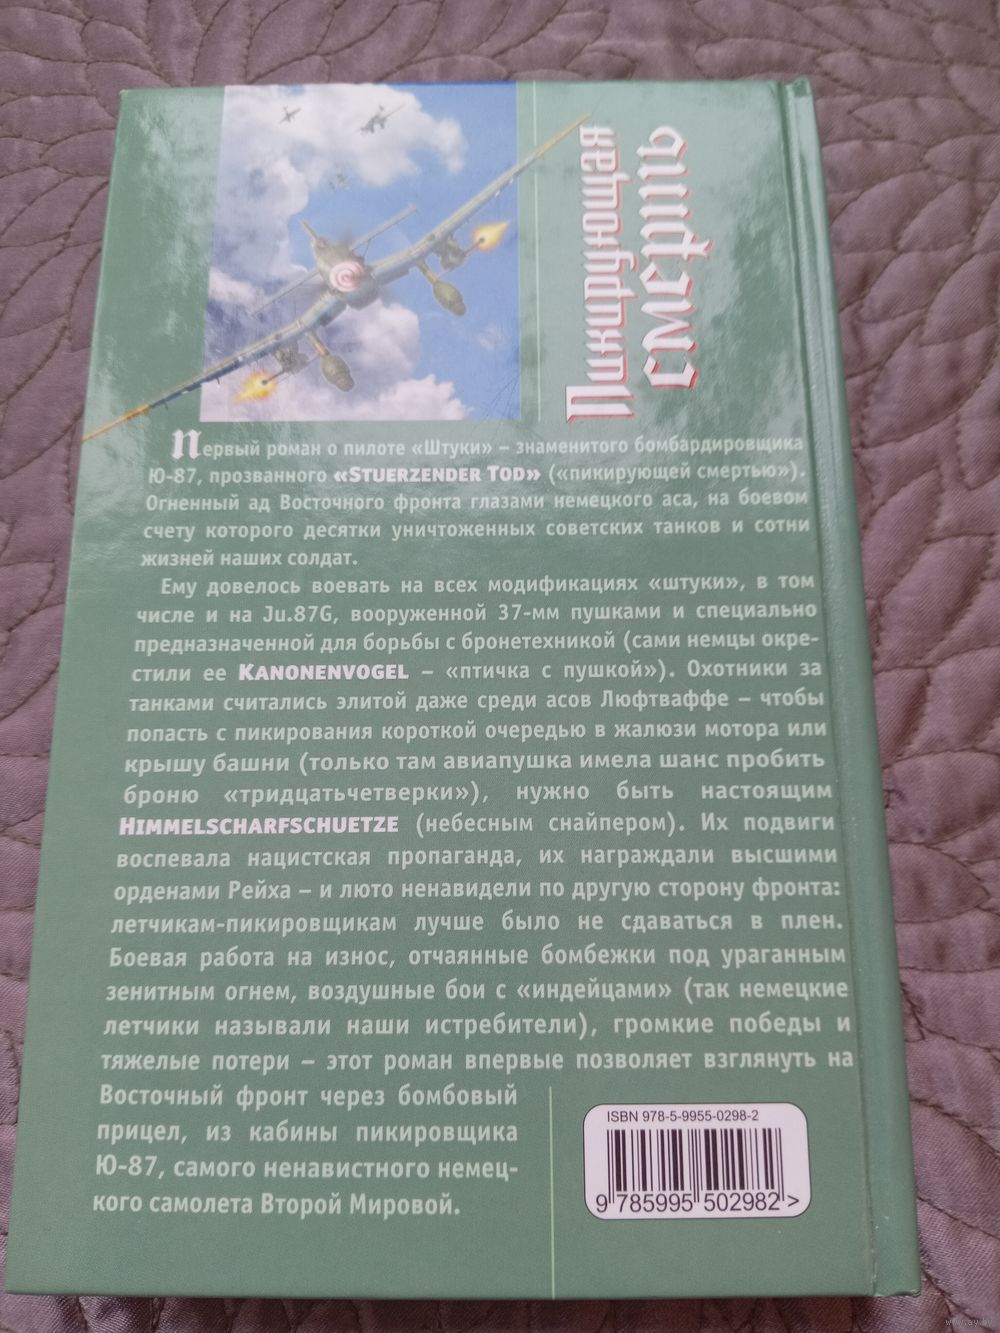 Пикирующая
смерть
Первый роман о пилоте «Штуки» – знаменитого бомбардировщика
Ю-87, прозванного «STUERZENDER TOD» («пикирующей смертью»).
Огненный ад Восточного фронта глазами немецкого аса, на боевом
счету которого десятки уничтоженных советских танков и сотни
жизней наших солдат.
Ему довелось воевать на всех модификациях «штуки», в том
числе и на Ju.87G, вооруженной 37-мм пушками и специально
предназначенной для борьбы с бронетехникой (сами немцы окре-
стили ее KANONENVOGEL – «птичка с пушкой»). Охотники за
танками считались элитой даже среди асов Люфтваффе – чтобы
попасть с пикирования короткой очередью в жалюзи мотора или
крышу башни (только там авиапушка имела шанс пробить
броню «тридцатьчетверки»), нужно быть настоящим
HIMMELSCHARFSCHUETZE (небесным снайпером). Их подвиги
воспевала нацистская пропаганда, их награждали высшими
орденами Рейха – и люто ненавидели по другую сторону фронта:
летчикам-пикировщикам лучше было не сдаваться в плен.
Боевая работа на износ, отчаянные бомбежки под ураганным
зенитным огнем, воздушные бои с «индейцами» (так немецкие
летчики называли наши истребители), громкие победы и
тяжелые потери – этот роман впервые позволяет взглянуть на
Восточный фронт через бомбовый
прицел, из кабины пикировщика
Ю-87, самого ненавистного немец-
кого самолета Второй Мировой.
ISBN 978-5-9955-0298-2
9 785995 502982 >
www.ay.by